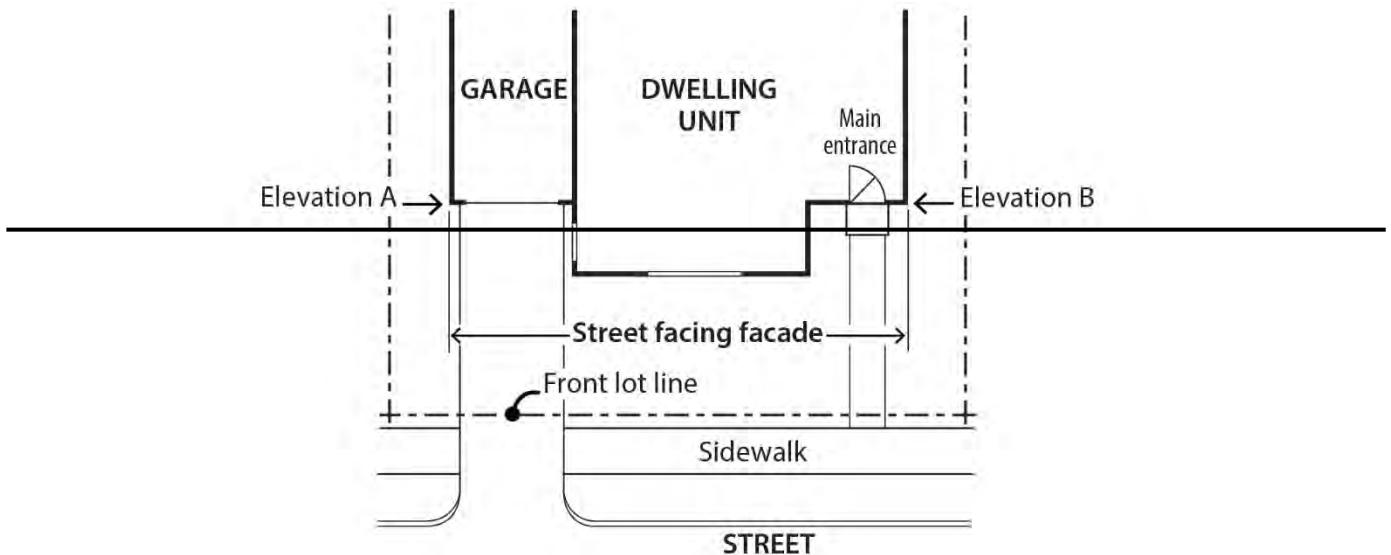 GARAGE
DWELLING
UNIT
Main
entrance
Elevation A
Elevation B
Street facing facade
Front lot line
Sidewalk
STREET